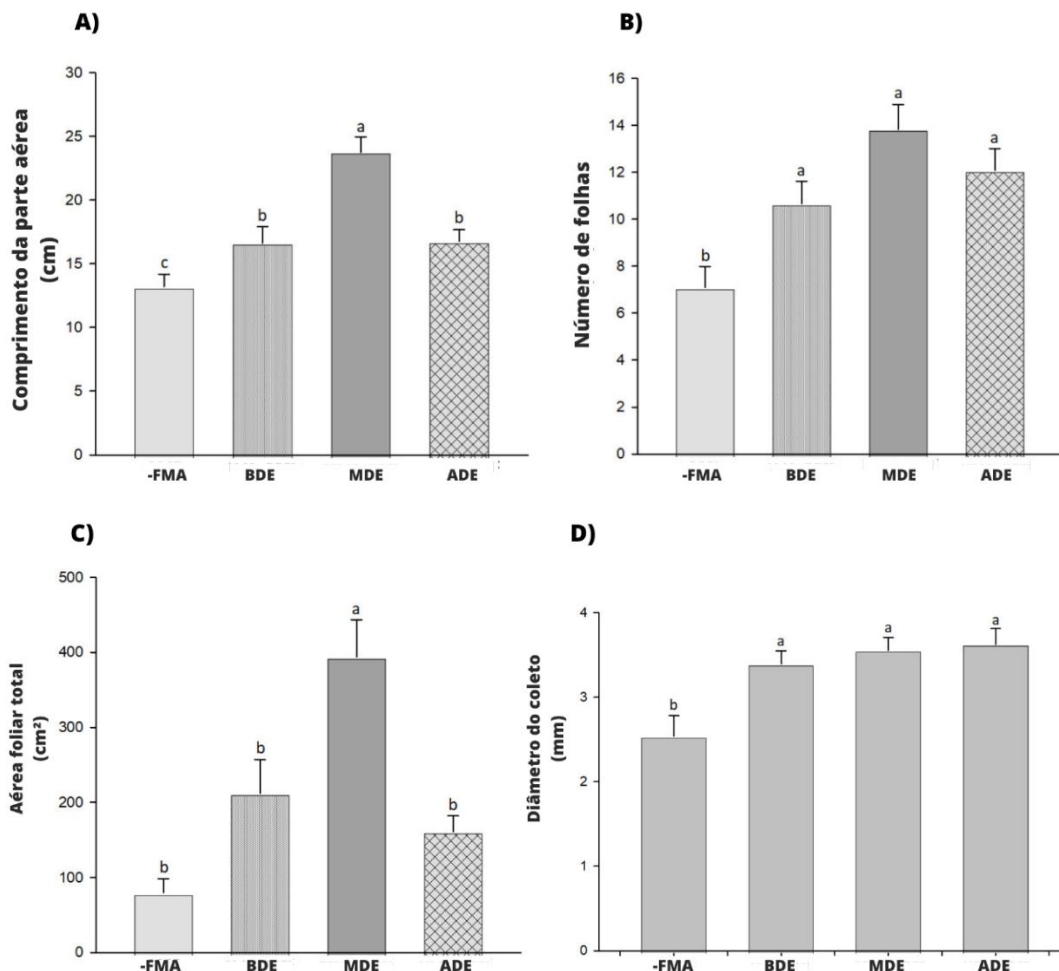 A)
Comprimento da parte aérea
(cm)
30
25
20
15
10
5
0
c
b
a
b
-FMA BDE MDE ADE
B)
Número de folhas
16
14
12
10
8
6
4
2
0
b
a
a
a
-FMA BDE MDE ADE
C)
Aérea foliar total
(cm²)
500
400
300
200
100
0
b
b
a
b
-FMA BDE MDE ADE
D)
Diâmetro do coleto
(mm)
4
3
2
1
0
b
a
a
a
-FMA BDE MDE ADE